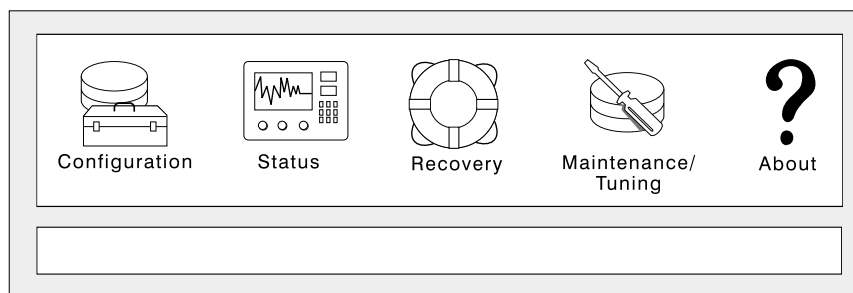 Configuration
Status
Recovery
Maintenance/
Tuning
About